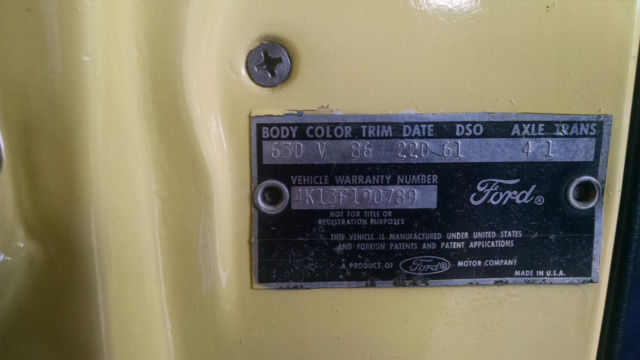 BODY COLOR TRIM DATE DSO AXLE TRANS
63D V 86 22D 61 4 1
VEHICLE WARRANTY NUMBER
4K13F190789
Ford®
NOT FOR TITLE OR
REGISTRATION PURPOSES
THIS VEHICLE IS MANUFACTURED UNDER UNITED STATES
AND FOREIGN PATENTS AND PATENT APPLICATIONS
A PRODUCT OF Ford® MOTOR COMPANY
MADE IN U.S.A.